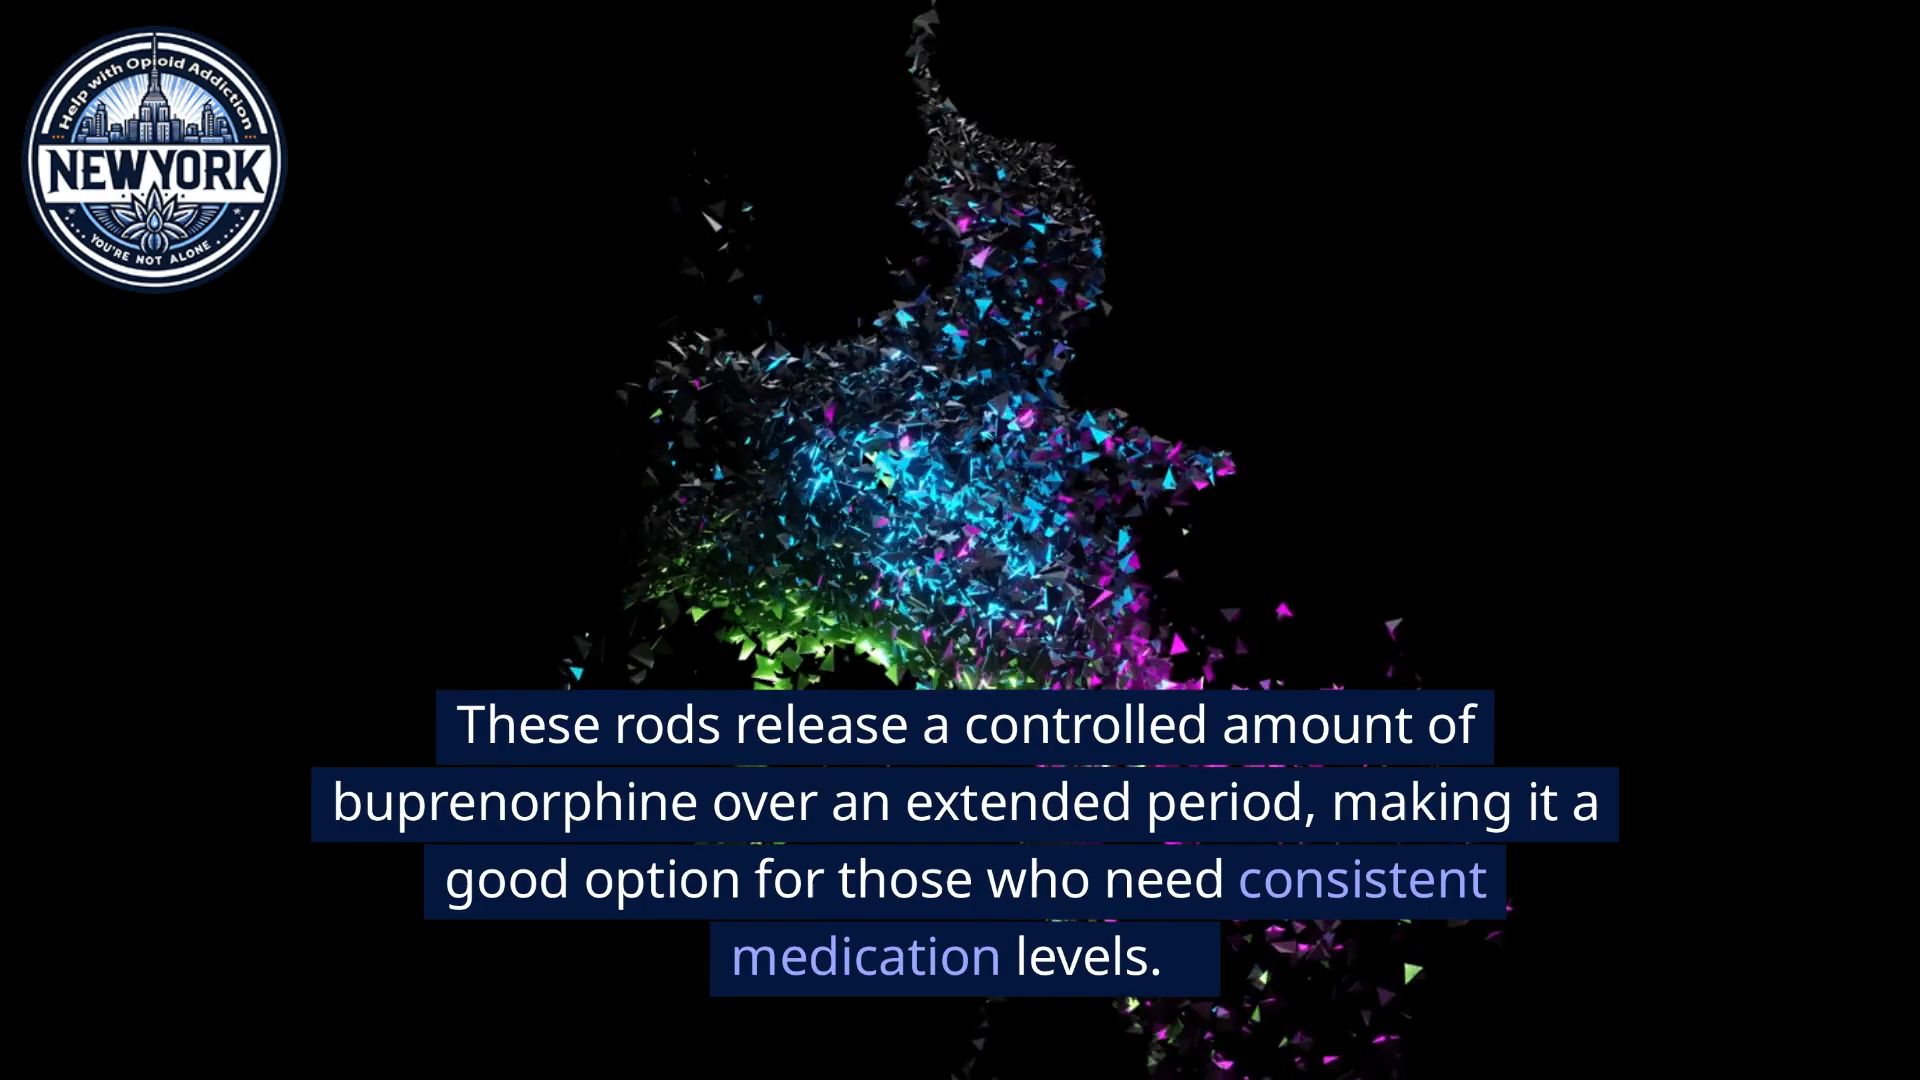 Help with Opioid Addiction
NEW YORK
YOU'RE NOT ALONE
These rods release a controlled amount of
buprenorphine over an extended period, making it a
good option for those who need consistent
medication levels.